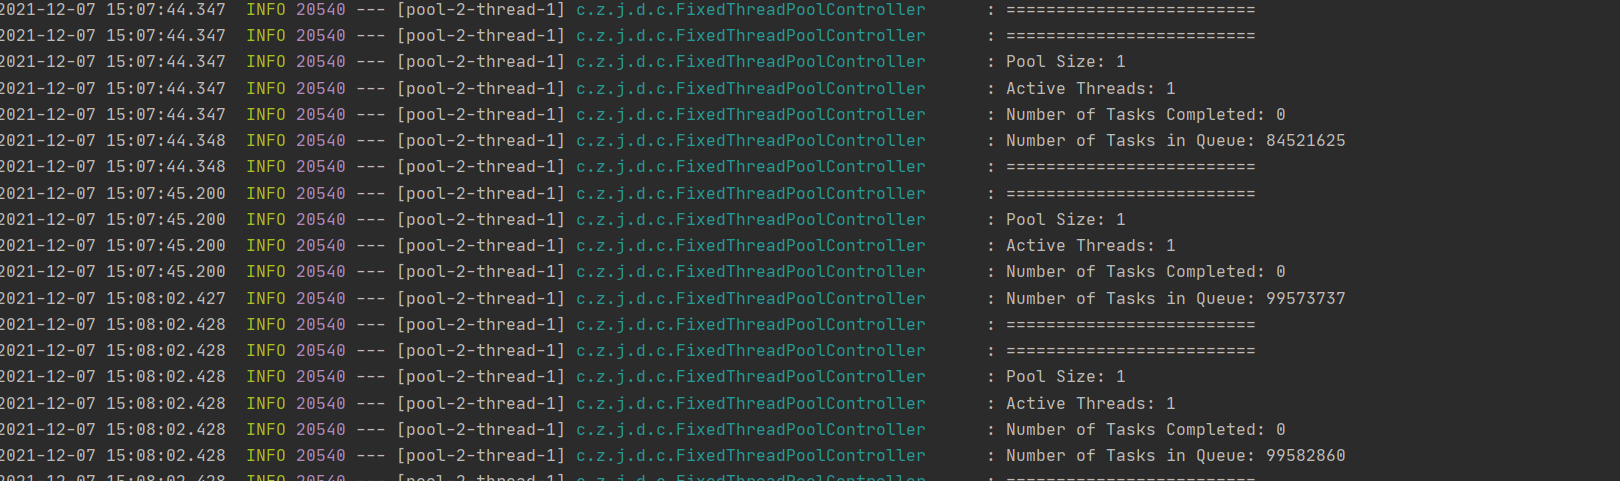 2021-12-07 15:07:44.347  INFO 20540 --- [pool-2-thread-1] c.z.j.d.c.FixedThreadPoolController      : =========================
2021-12-07 15:07:44.347  INFO 20540 --- [pool-2-thread-1] c.z.j.d.c.FixedThreadPoolController      : =========================
2021-12-07 15:07:44.347  INFO 20540 --- [pool-2-thread-1] c.z.j.d.c.FixedThreadPoolController      : Pool Size: 1
2021-12-07 15:07:44.347  INFO 20540 --- [pool-2-thread-1] c.z.j.d.c.FixedThreadPoolController      : Active Threads: 1
2021-12-07 15:07:44.347  INFO 20540 --- [pool-2-thread-1] c.z.j.d.c.FixedThreadPoolController      : Number of Tasks Completed: 0
2021-12-07 15:07:44.348  INFO 20540 --- [pool-2-thread-1] c.z.j.d.c.FixedThreadPoolController      : Number of Tasks in Queue: 84521625
2021-12-07 15:07:44.348  INFO 20540 --- [pool-2-thread-1] c.z.j.d.c.FixedThreadPoolController      : =========================
2021-12-07 15:07:45.200  INFO 20540 --- [pool-2-thread-1] c.z.j.d.c.FixedThreadPoolController      : =========================
2021-12-07 15:07:45.200  INFO 20540 --- [pool-2-thread-1] c.z.j.d.c.FixedThreadPoolController      : Pool Size: 1
2021-12-07 15:07:45.200  INFO 20540 --- [pool-2-thread-1] c.z.j.d.c.FixedThreadPoolController      : Active Threads: 1
2021-12-07 15:07:45.200  INFO 20540 --- [pool-2-thread-1] c.z.j.d.c.FixedThreadPoolController      : Number of Tasks Completed: 0
2021-12-07 15:08:02.427  INFO 20540 --- [pool-2-thread-1] c.z.j.d.c.FixedThreadPoolController      : Number of Tasks in Queue: 99573737
2021-12-07 15:08:02.428  INFO 20540 --- [pool-2-thread-1] c.z.j.d.c.FixedThreadPoolController      : =========================
2021-12-07 15:08:02.428  INFO 20540 --- [pool-2-thread-1] c.z.j.d.c.FixedThreadPoolController      : =========================
2021-12-07 15:08:02.428  INFO 20540 --- [pool-2-thread-1] c.z.j.d.c.FixedThreadPoolController      : Pool Size: 1
2021-12-07 15:08:02.428  INFO 20540 --- [pool-2-thread-1] c.z.j.d.c.FixedThreadPoolController      : Active Threads: 1
2021-12-07 15:08:02.428  INFO 20540 --- [pool-2-thread-1] c.z.j.d.c.FixedThreadPoolController      : Number of Tasks Completed: 0
2021-12-07 15:08:02.428  INFO 20540 --- [pool-2-thread-1] c.z.j.d.c.FixedThreadPoolController      : Number of Tasks in Queue: 99582860
2021-12-07 15:08:02.428  INFO 20540 --- [pool-2-thread-1] c.z.j.d.c.FixedThreadPoolController      : =========================